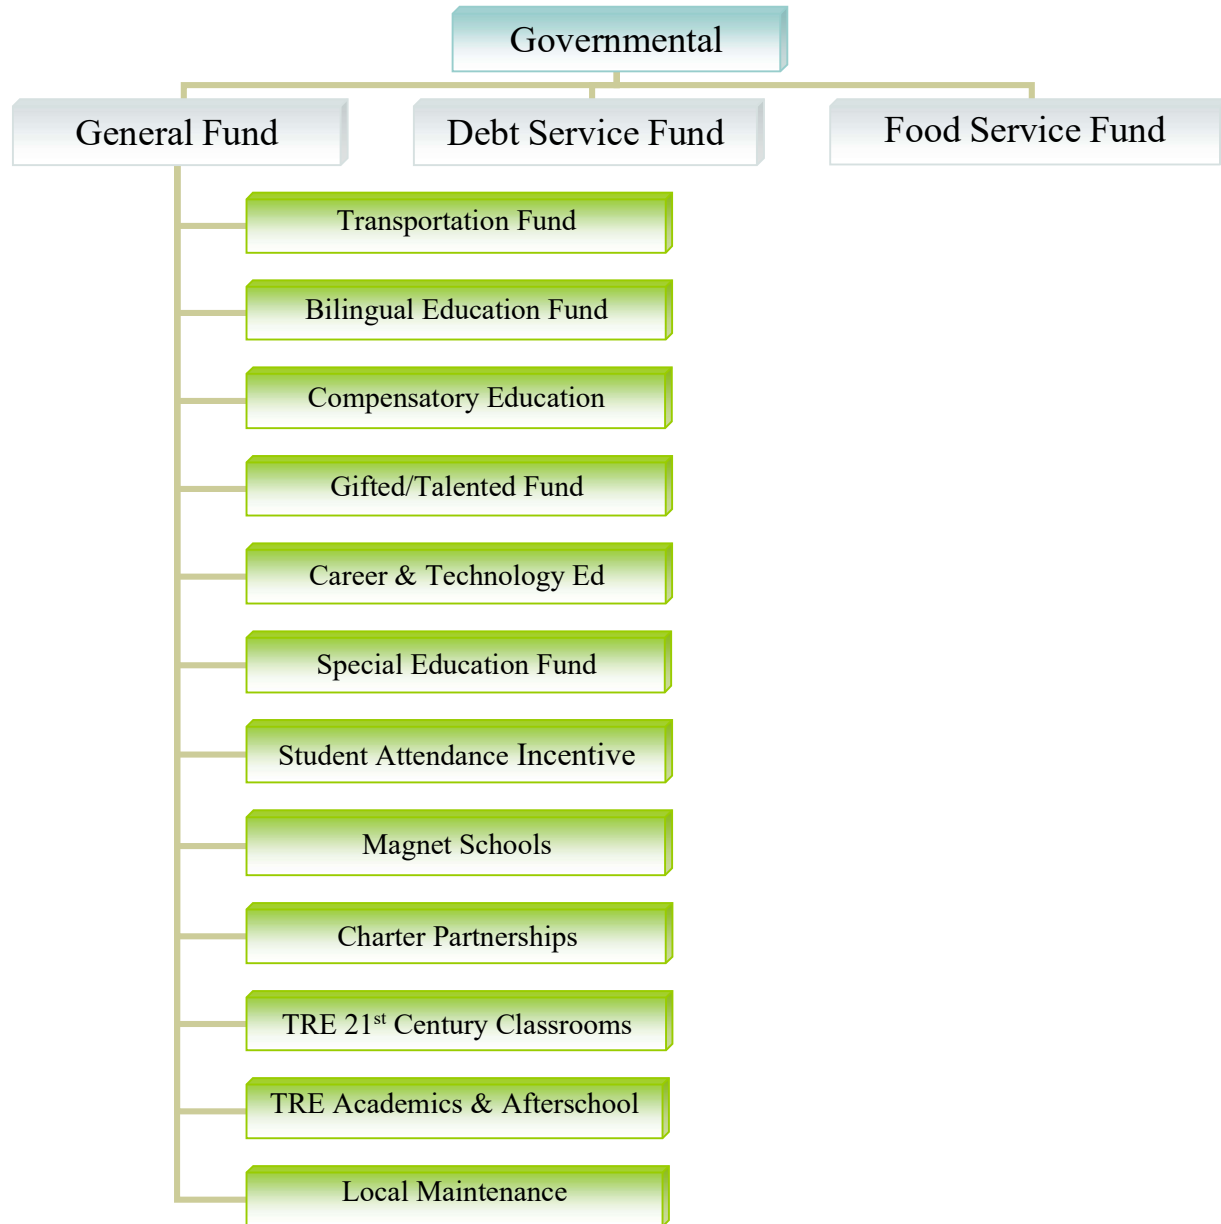 Governmental
General Fund
Debt Service Fund
Food Service Fund
Transportation Fund
Bilingual Education Fund
Compensatory Education
Gifted/Talented Fund
Career & Technology Ed
Special Education Fund
Student Attendance Incentive
Magnet Schools
Charter Partnerships
TRE 21st Century Classrooms
TRE Academics & Afterschool
Local Maintenance